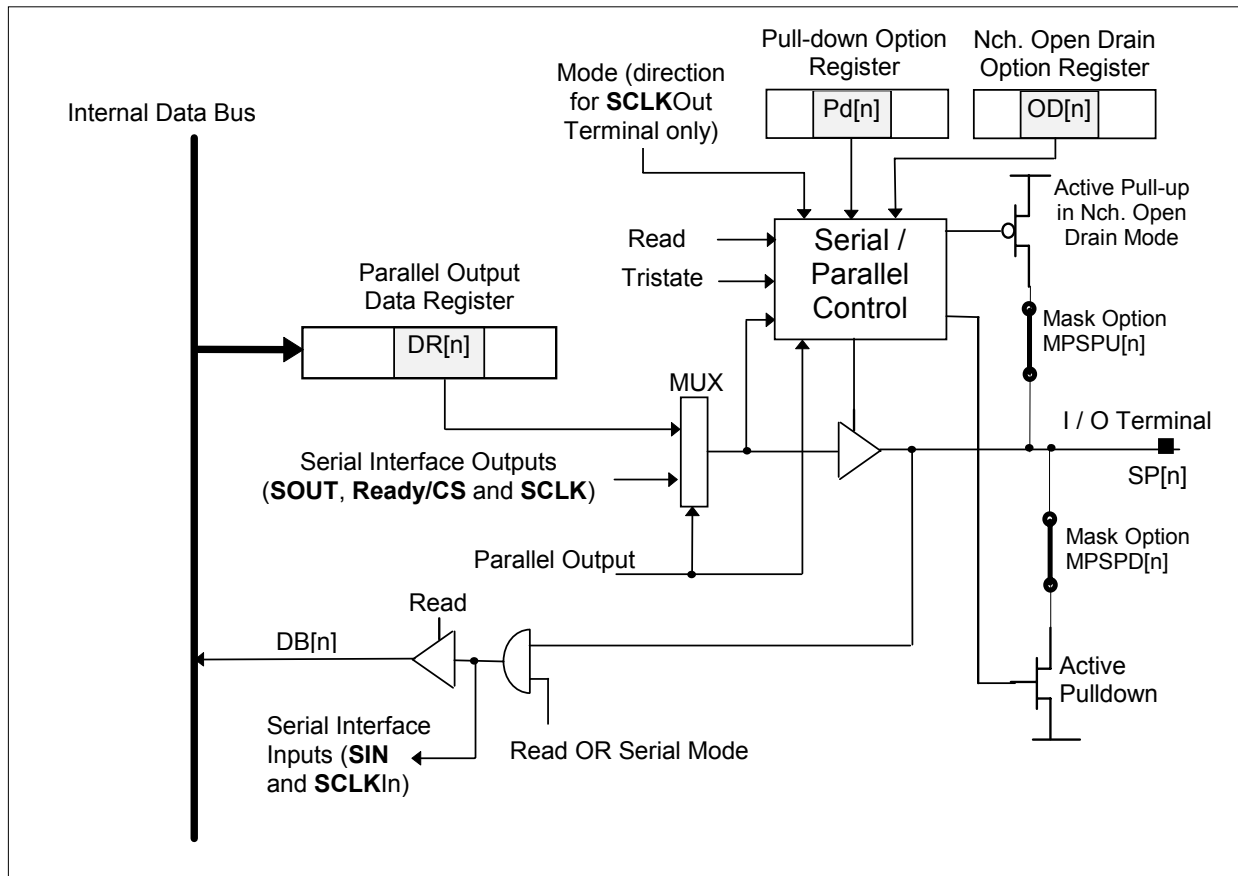 Pull-down Option
Register
Nch. Open Drain
Option Register
Mode (direction
for SCLKOut
Terminal only)
Pd[n]
OD[n]
Internal Data Bus
Active Pull-up
in Nch. Open
Drain Mode
Read
Tristate
Serial /
Parallel
Control
Parallel Output
Data Register
DR[n]
Mask Option
MPSPU[n]
MUX
I / O Terminal
SP[n]
Serial Interface Outputs
(SOUT, Ready/CS and SCLK)
Mask Option
MPSPD[n]
Parallel Output
Read
DB[n]
Active
Pulldown
Serial Interface
Inputs (SIN
and SCLKIn)
Read OR Serial Mode